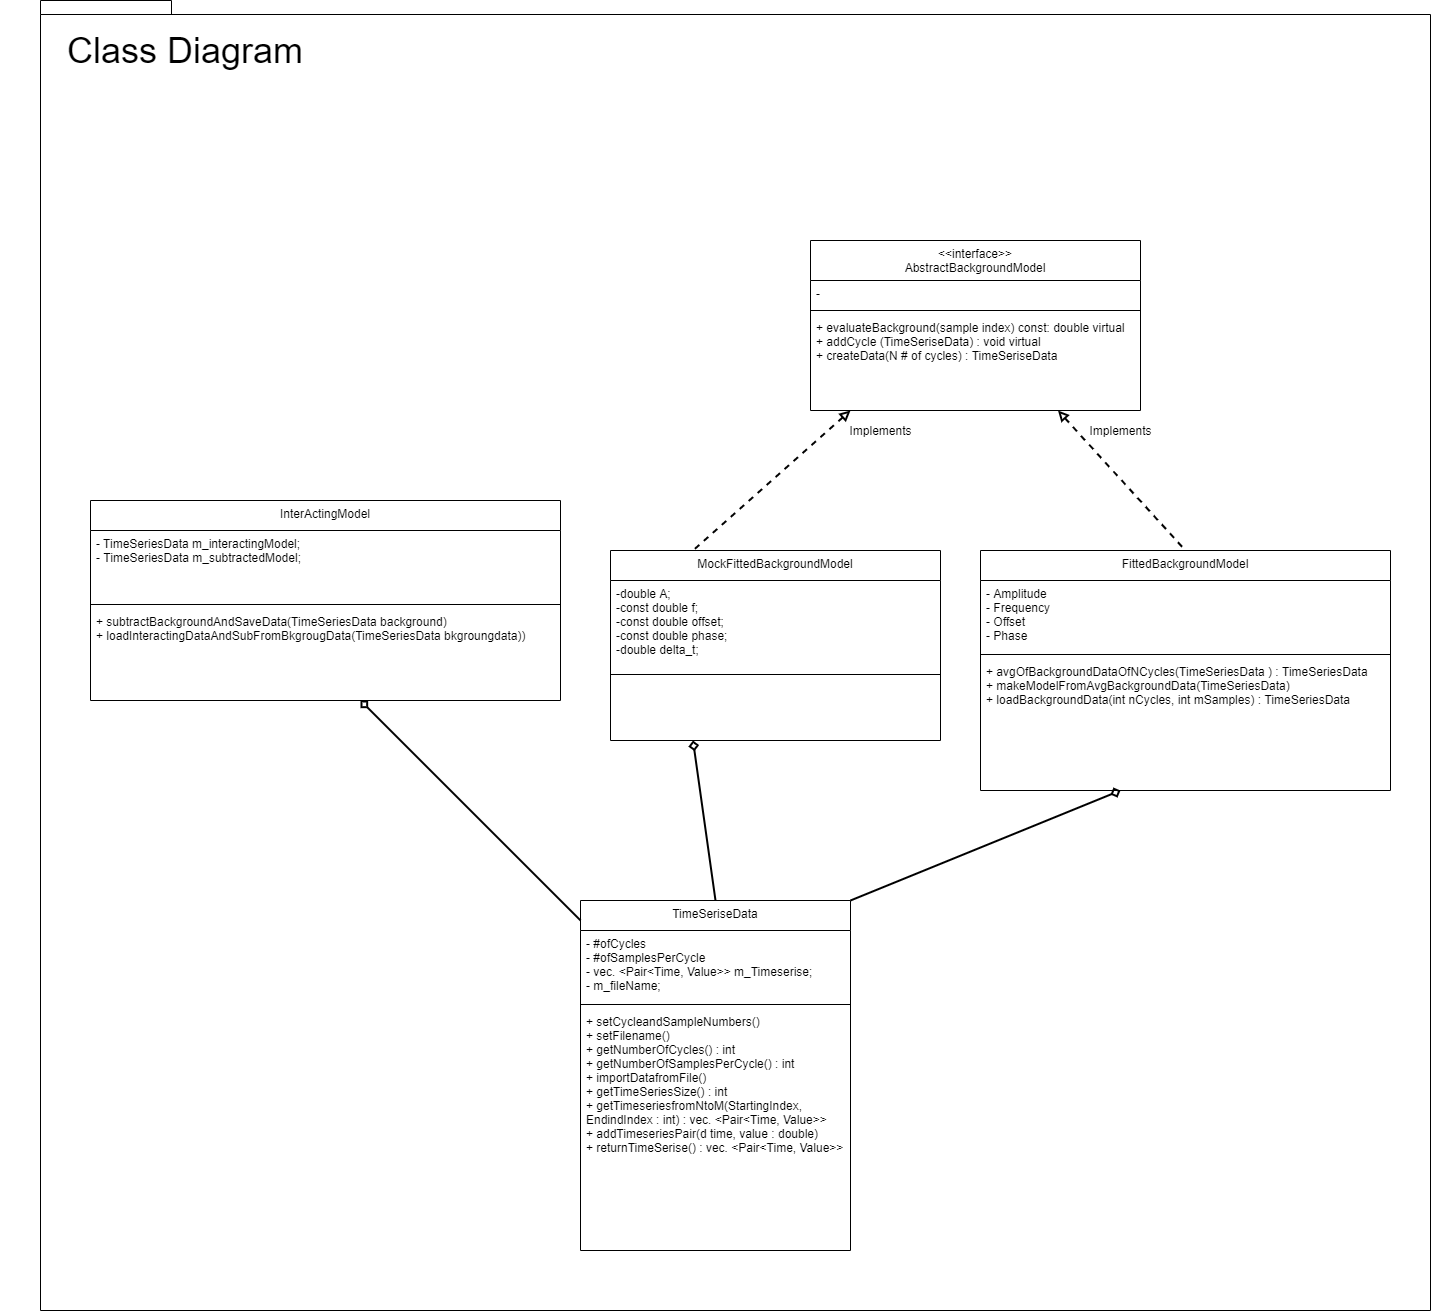 Class Diagram
<<interface>>
AbstractBackgroundModel
-
+ evaluateBackground(sample index) const: double virtual
+ addCycle (TimeSeriseData) : void virtual
+ createData(N # of cycles) : TimeSeriseData
Implements
Implements
InterActingModel
- TimeSeriesData m_interactingModel;
- TimeSeriesData m_subtractedModel;
+ subtractBackgroundAndSaveData(TimeSeriesData background)
+ loadInteractingDataAndSubFromBkgrougData(TimeSeriesData bkgroungdata))
MockFittedBackgroundModel
-double A;
-const double f;
-const double offset;
-const double phase;
-double delta_t;
FittedBackgroundModel
- Amplitude
- Frequency
- Offset
- Phase
+ avgOfBackgroundDataOfNCycles(TimeSeriesData ) : TimeSeriesData
+ makeModelFromAvgBackgroundData(TimeSeriesData)
+ loadBackgroundData(int nCycles, int mSamples) : TimeSeriesData
TimeSeriseData
- #ofCycles
- #ofSamplesPerCycle
- vec. <Pair<Time, Value>> m_Timeserise;
- m_fileName;
+ setCycleandSampleNumbers()
+ setFilename()
+ getNumberOfCycles() : int
+ getNumberOfSamplesPerCycle() : int
+ importDatafromFile()
+ getTimeSeriesSize() : int
+ getTimeseriesfromNtoM(StartingIndex,
EndindIndex : int) : vec. <Pair<Time, Value>>
+ addTimeseriesPair(d time, value : double)
+ returnTimeSerise() : vec. <Pair<Time, Value>>